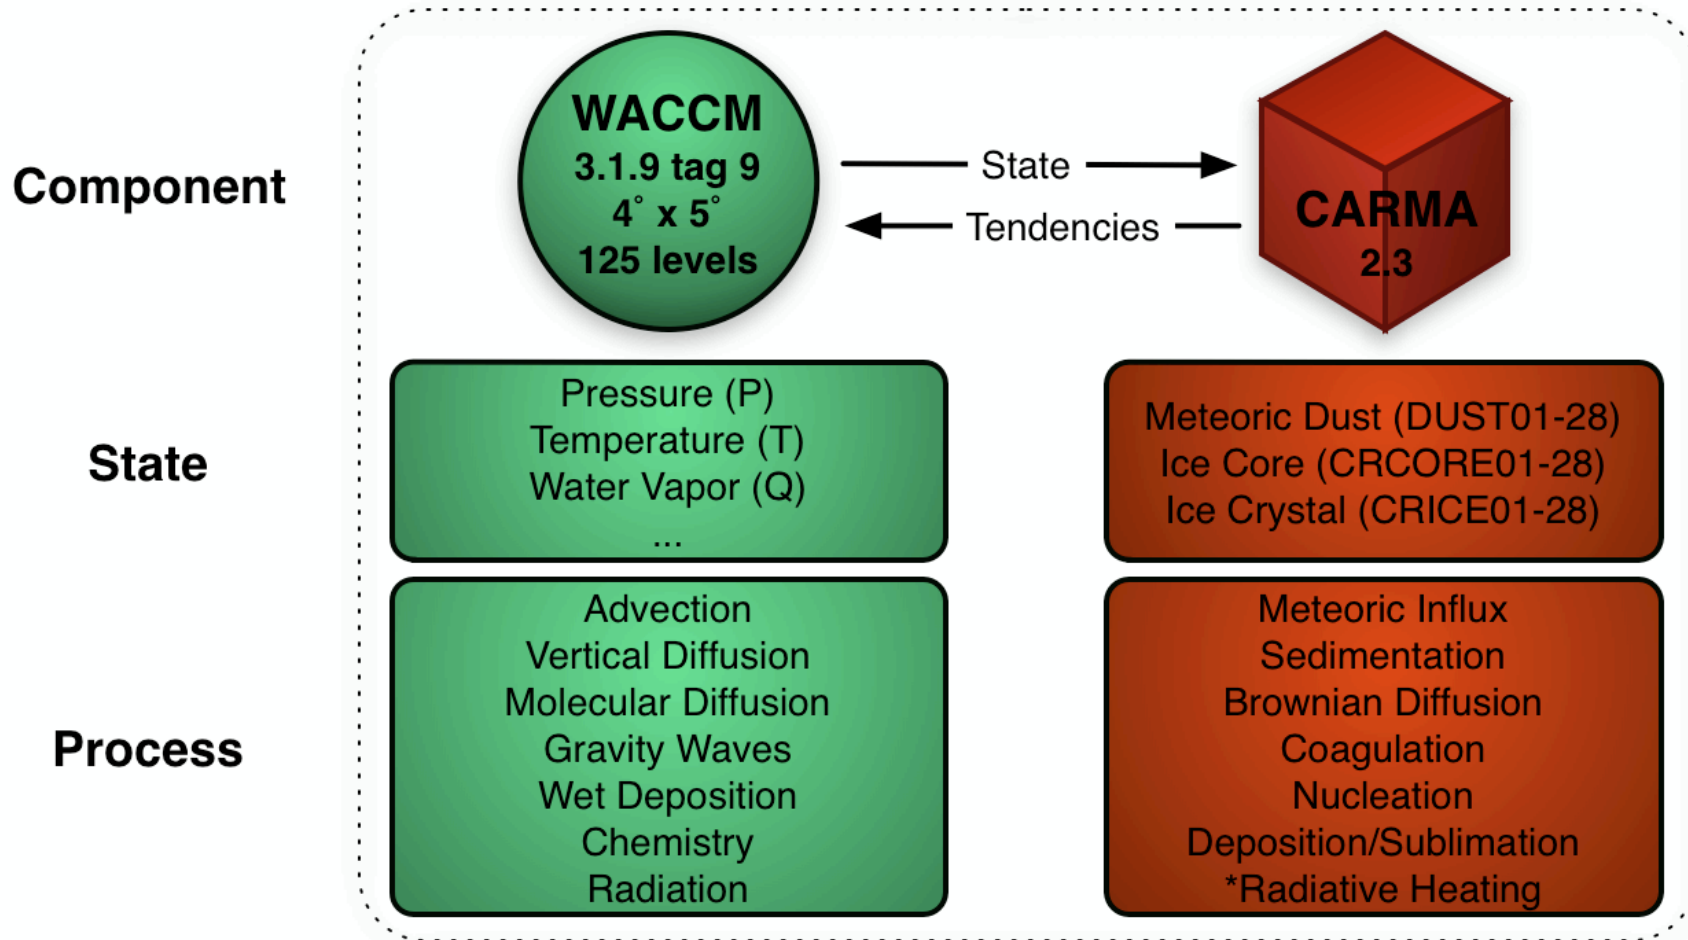 Component
WACCM
3.1.9 tag 9
4° x 5°
125 levels
State
Tendencies
CARMA
2.3
State
Pressure (P)
Temperature (T)
Water Vapor (Q)
...
Meteoric Dust (DUST01-28)
Ice Core (CRCORE01-28)
Ice Crystal (CRICE01-28)
Process
Advection
Vertical Diffusion
Molecular Diffusion
Gravity Waves
Wet Deposition
Chemistry
Radiation
Meteoric Influx
Sedimentation
Brownian Diffusion
Coagulation
Nucleation
Deposition/Sublimation
*Radiative Heating